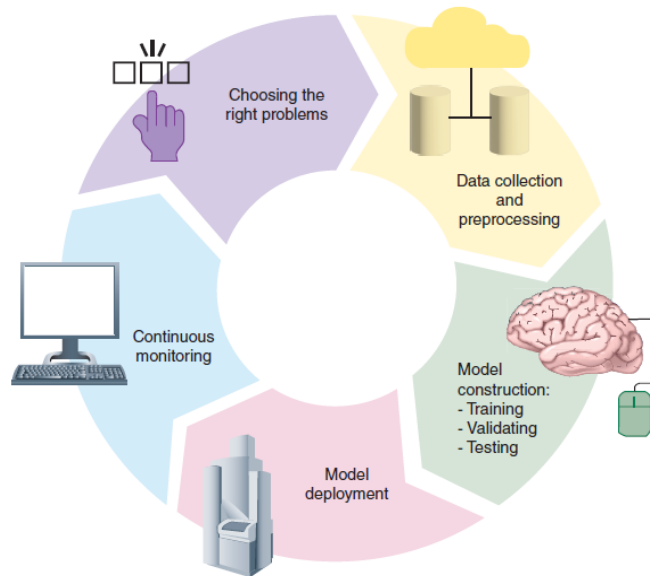 Choosing the
right problems
Data collection
and
preprocessing
Model
construction:
- Training
- Validating
- Testing
Model
deployment
Continuous
monitoring